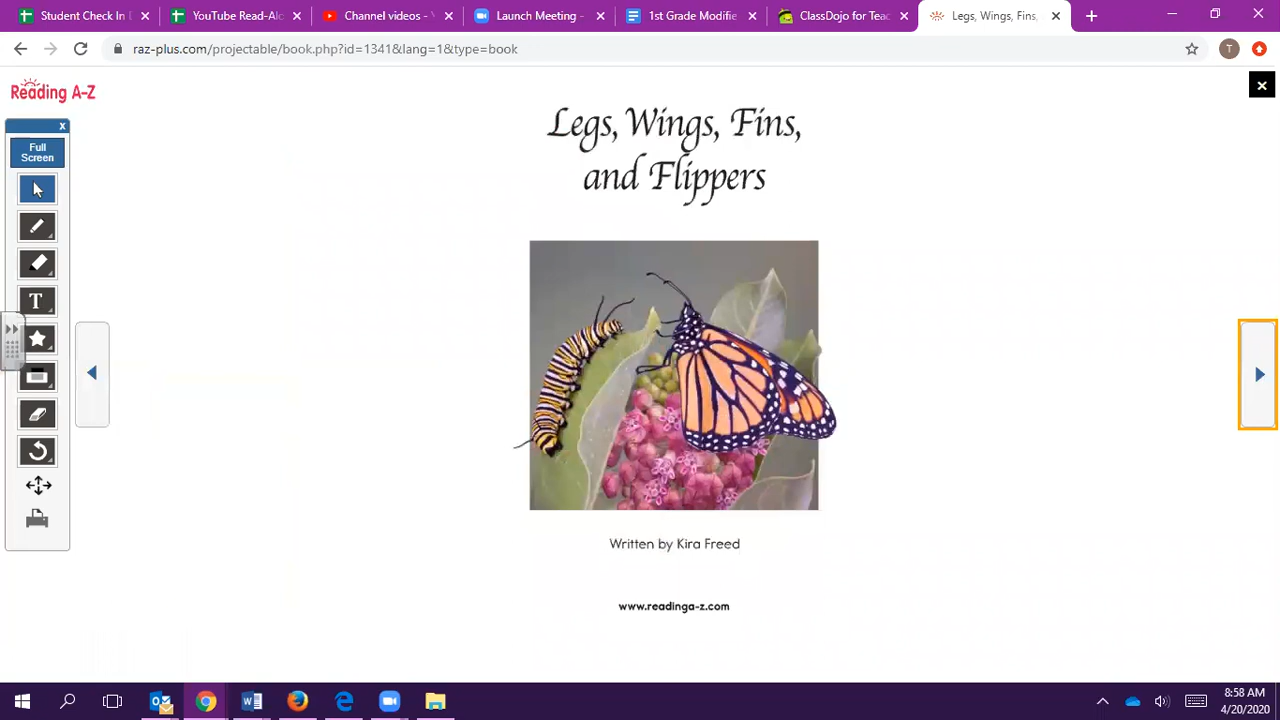 Student Check In D
YouTube Read-Alo
Channel videos - Y
Launch Meeting -
1st Grade Modifie
ClassDojo for Teac
Legs, Wings, Fins,
raz-plus.com/projectable/book.php?id=1341&lang=1&type=book
T
Reading A-Z
x
Full
Screen
T
Legs, Wings, Fins,
and Flippers
Written by Kira Freed
www.readinga-z.com
8:58 AM
4/20/2020